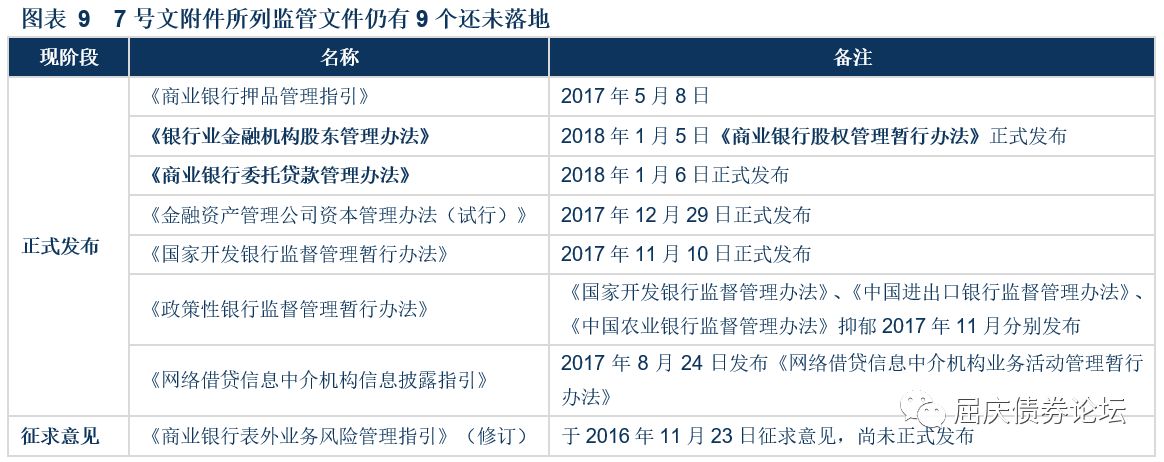 图表 9 7 号文附件所列监管文件仍有 9 个还未落地
现阶段 名称 备注
正式发布
《商业银行押品管理指引》 2017 年 5 月 8 日
《银行业金融机构股东管理办法》 2018 年 1 月 5 日《商业银行股权管理暂行办法》正式发布
《商业银行委托贷款管理办法》 2018 年 1 月 6 日正式发布
《金融资产管理公司资本管理办法（试行）》 2017 年 12 月 29 日正式发布
《国家开发银行监督管理暂行办法》 2017 年 11 月 10 日正式发布
《政策性银行监督管理暂行办法》
《国家开发银行监督管理办法》、《中国进出口银行监督管理办法》、
《中国农业银行监督管理办法》抑郁 2017 年 11 月分别发布
《网络借贷信息中介机构信息披露指引》
2017 年 8 月 24 日发布《网络借贷信息中介机构业务活动管理暂行
办法》
征求意见 《商业银行表外业务风险管理指引》（修订） 于 2016 年 11 月 23 日征求意见，尚未正式发布
屈庆债券论坛